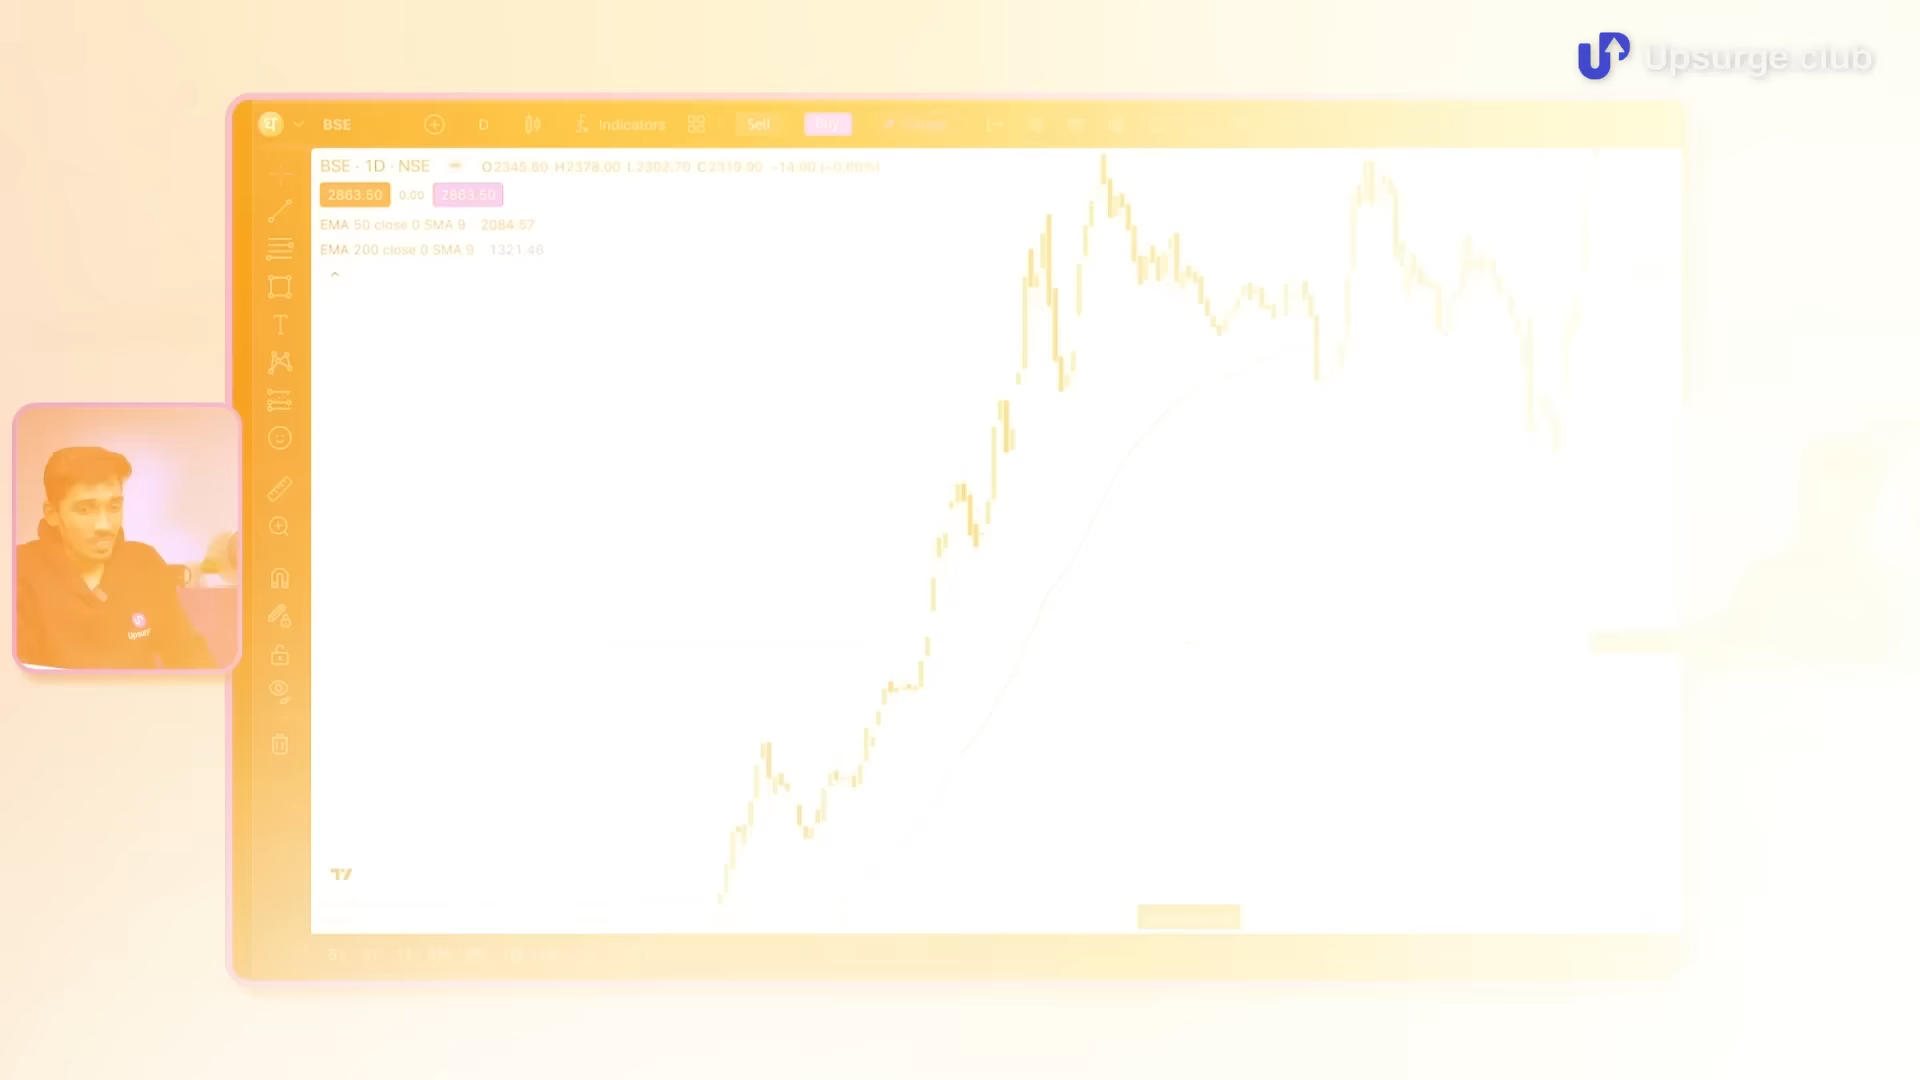 Upsurge.club
BSE D Indicators Sell Buy
BSE · 1D · NSE O2345.60 H2378.00 L2302.70 C2319.90 −14.00 (−0.60%)
2863.50 0.00 2863.50
EMA 50 close 0 SMA 9 2084.57
EMA 200 close 0 SMA 9 1321.46